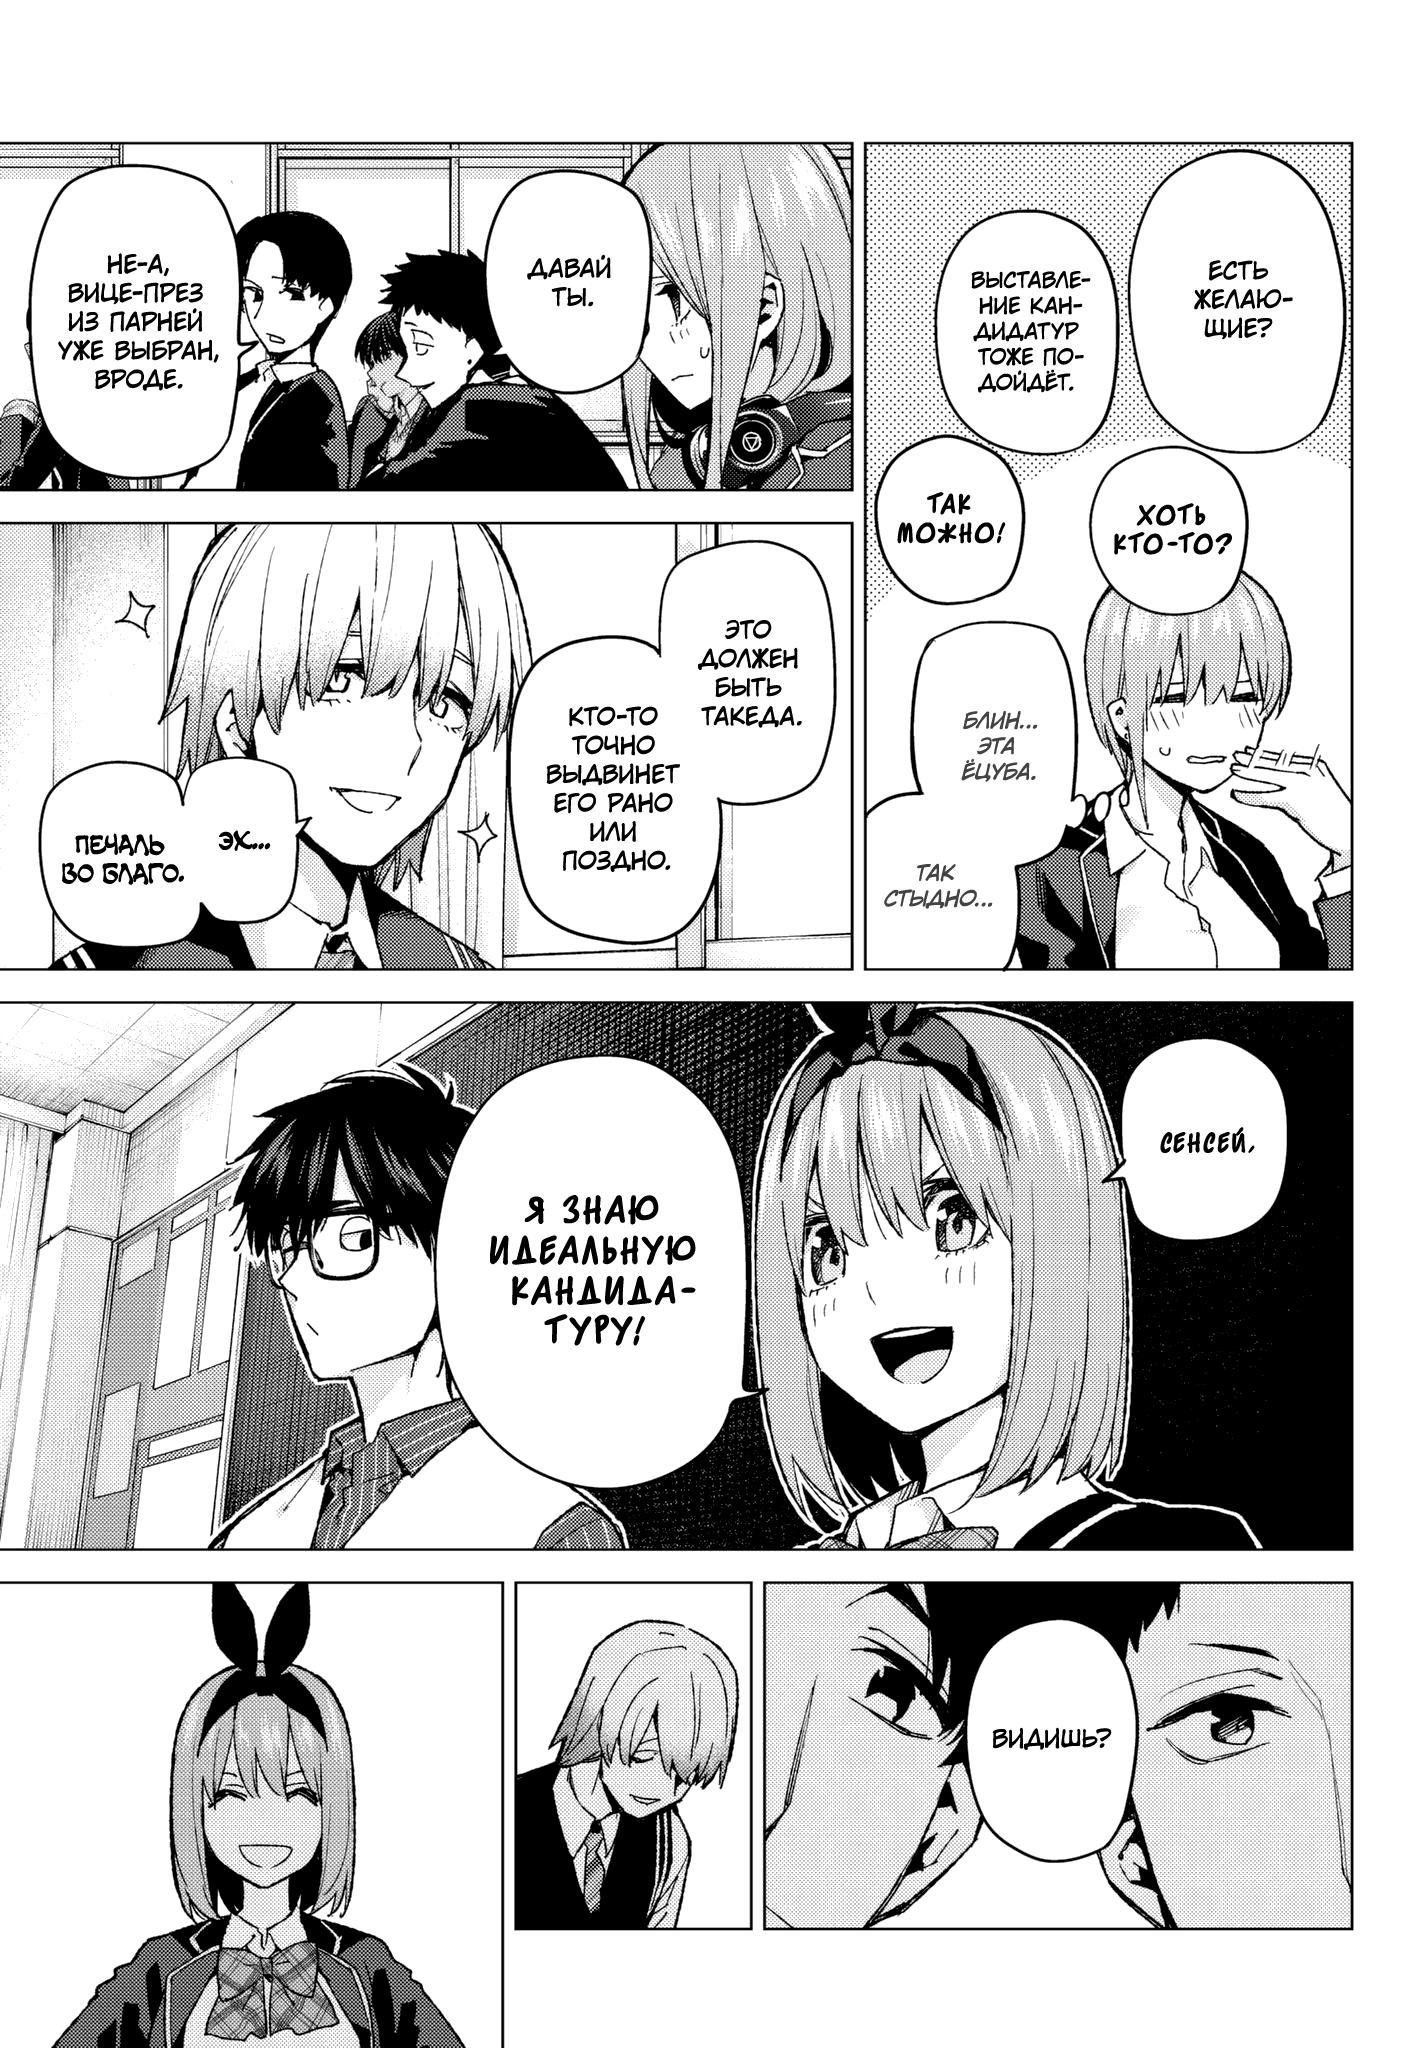 ЕСТЬ
ЖЕЛАЮ-
ЩИЕ?
ВЫСТАВЛЕ-
НИЕ КАН-
ДИДАТУР
ТОЖЕ ПО-
ДОЙДЁТ.
ХОТЬ
КТО-ТО?
ТАК
МОЖНО!
БЛИН...
ЭТА
ЁЦУБА.
ТАК
СТЫДНО...
ДАВАЙ
ТЫ.
НЕ-А,
ВИЦЕ-ПРЕЗ
ИЗ ПАРНЕЙ
УЖЕ ВЫБРАН,
ВРОДЕ.
ЭТО
ДОЛЖЕН
БЫТЬ
ТАКЕДА.
КТО-ТО
ТОЧНО
ВЫДВИНЕТ
ЕГО РАНО
ИЛИ
ПОЗДНО.
ЭХ...
ПЕЧАЛЬ
ВО БЛАГО.
СЕНСЕЙ,
Я ЗНАЮ
ИДЕАЛЬНУЮ
КАНДИДА-
ТУРУ!
ВИДИШЬ?